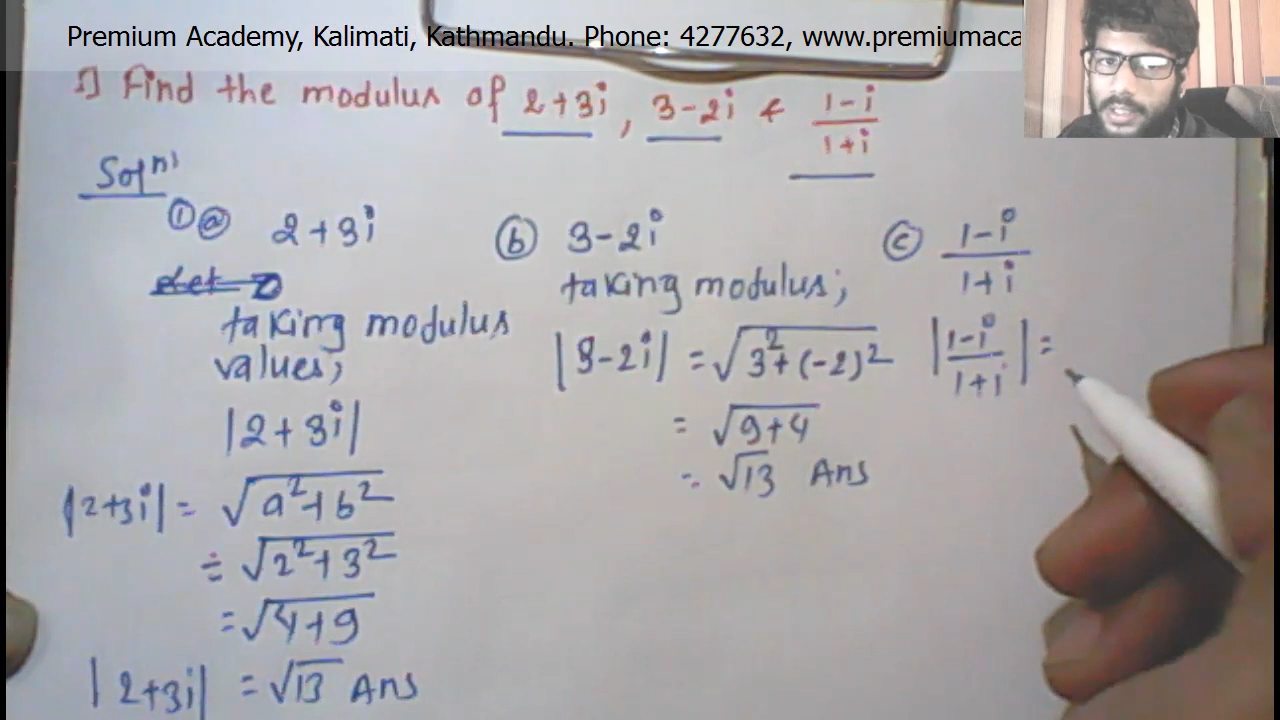 Premium Academy, Kalimati, Kathmandu. Phone: 4277632, www.premiumaca
1) Find the modulus of 2+3i, 3-2i & 1-i/1+i
Solⁿ'
① ⓐ 2+3i
taking modulus
values;
|2+3i|
|2+3i| = √a²+b²
= √2²+3²
= √4+9
|2+3i| = √13 Ans
ⓑ 3-2i
taking modulus;
|3-2i| = √3²+(-2)²
= √9+4
= √13 Ans
ⓒ 1-i/1+i
|1-i/1+i| =